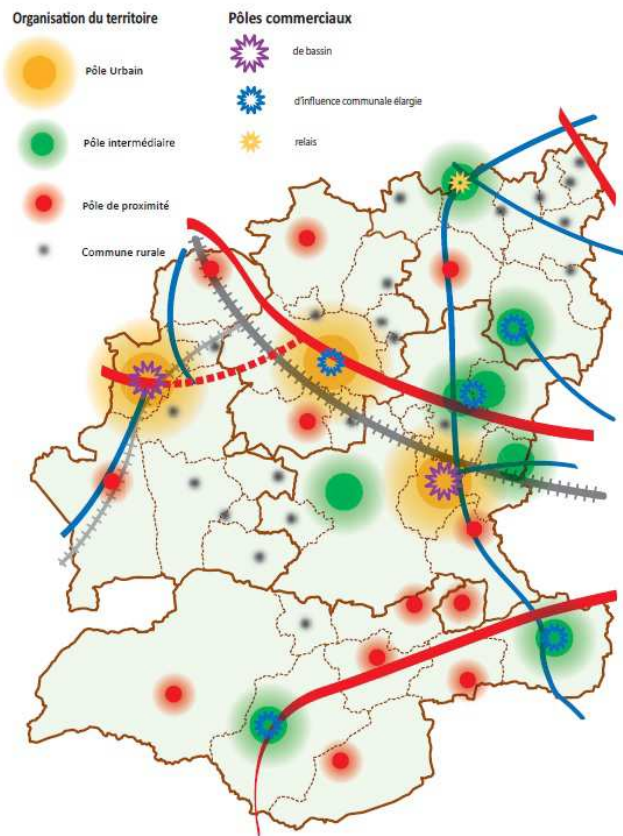 Organisation du territoire
Pôle Urbain
Pôle intermédiaire
Pôle de proximité
Commune rurale
Pôles commerciaux
de bassin
d'influence communale élargie
relais